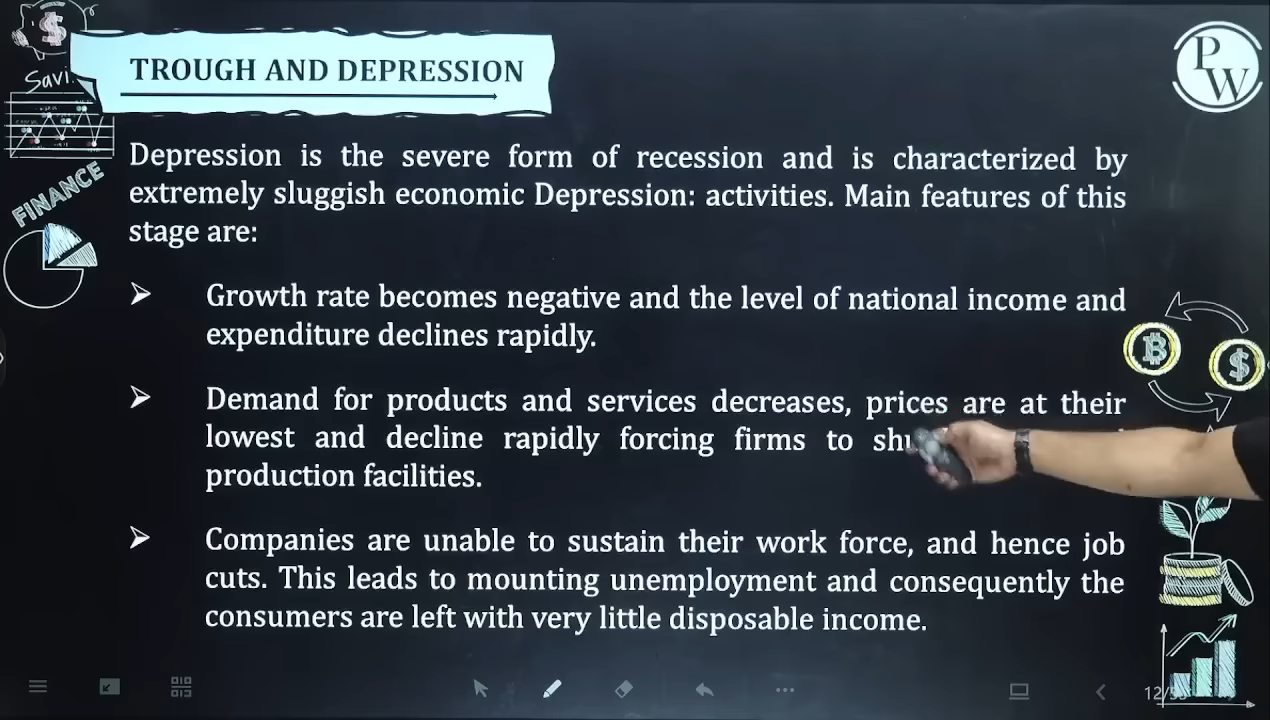 Savi
TROUGH AND DEPRESSION
PW
FINANCE
Depression is the severe form of recession and is characterized by
extremely sluggish economic Depression: activities. Main features of this
stage are:
Growth rate becomes negative and the level of national income and
expenditure declines rapidly.
Demand for products and services decreases, prices are at their
lowest and decline rapidly forcing firms to
production facilities.
Companies are unable to sustain their work force, and hence job
cuts. This leads to mounting unemployment and consequently the
consumers are left with very little disposable income.